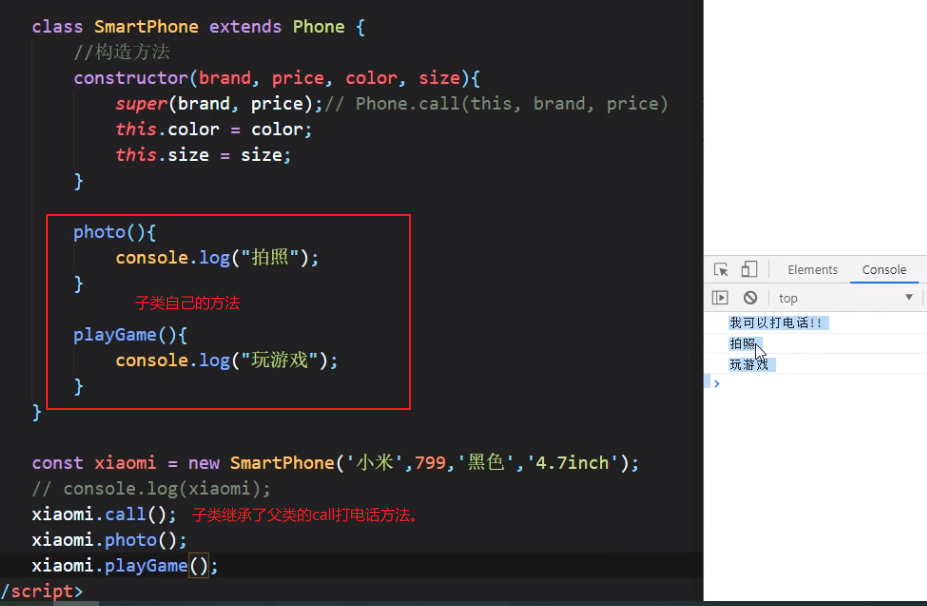 class SmartPhone extends Phone {
//构造方法
constructor(brand, price, color, size){
super(brand, price);// Phone.call(this, brand, price)
this.color = color;
this.size = size;
}
photo(){
console.log("拍照");
}
子类自己的方法
playGame(){
console.log("玩游戏");
}
}
const xiaomi = new SmartPhone('小米',799,'黑色','4.7inch');
// console.log(xiaomi);
xiaomi.call(); 子类继承了父类的call打电话方法。
xiaomi.photo();
xiaomi.playGame();
/script>
Elements Console
top
我可以打电话!!
拍照
玩游戏
>